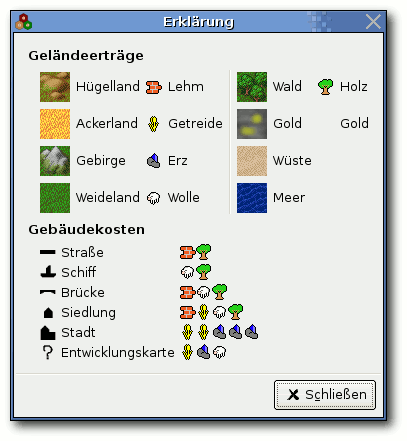 Erklärung
Geländeerträge
Hügelland Lehm Wald Holz
Ackerland Getreide Gold Gold
Gebirge Erz Wüste
Weideland Wolle Meer
Gebäudekosten
Straße
Schiff
Brücke
Siedlung
Stadt
Entwicklungskarte
Schließen